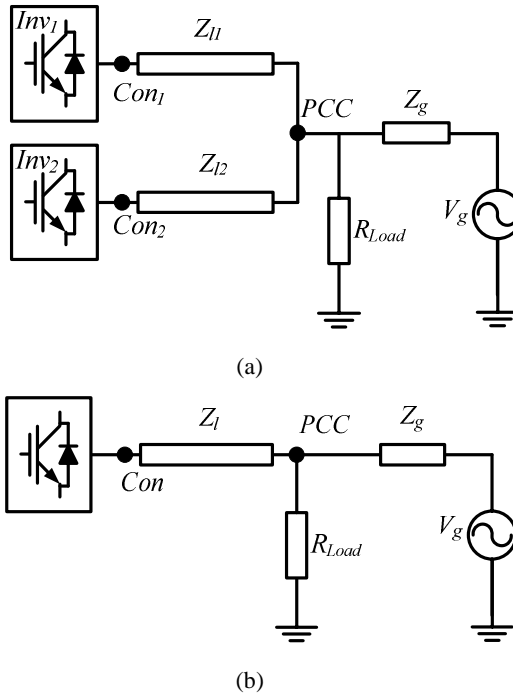 Inv1
Zl1
Con1
PCC
Zg
Inv2
Zl2
Con2
RLoad
Vg
(a)
Zl
PCC
Zg
Con
RLoad
Vg
(b)